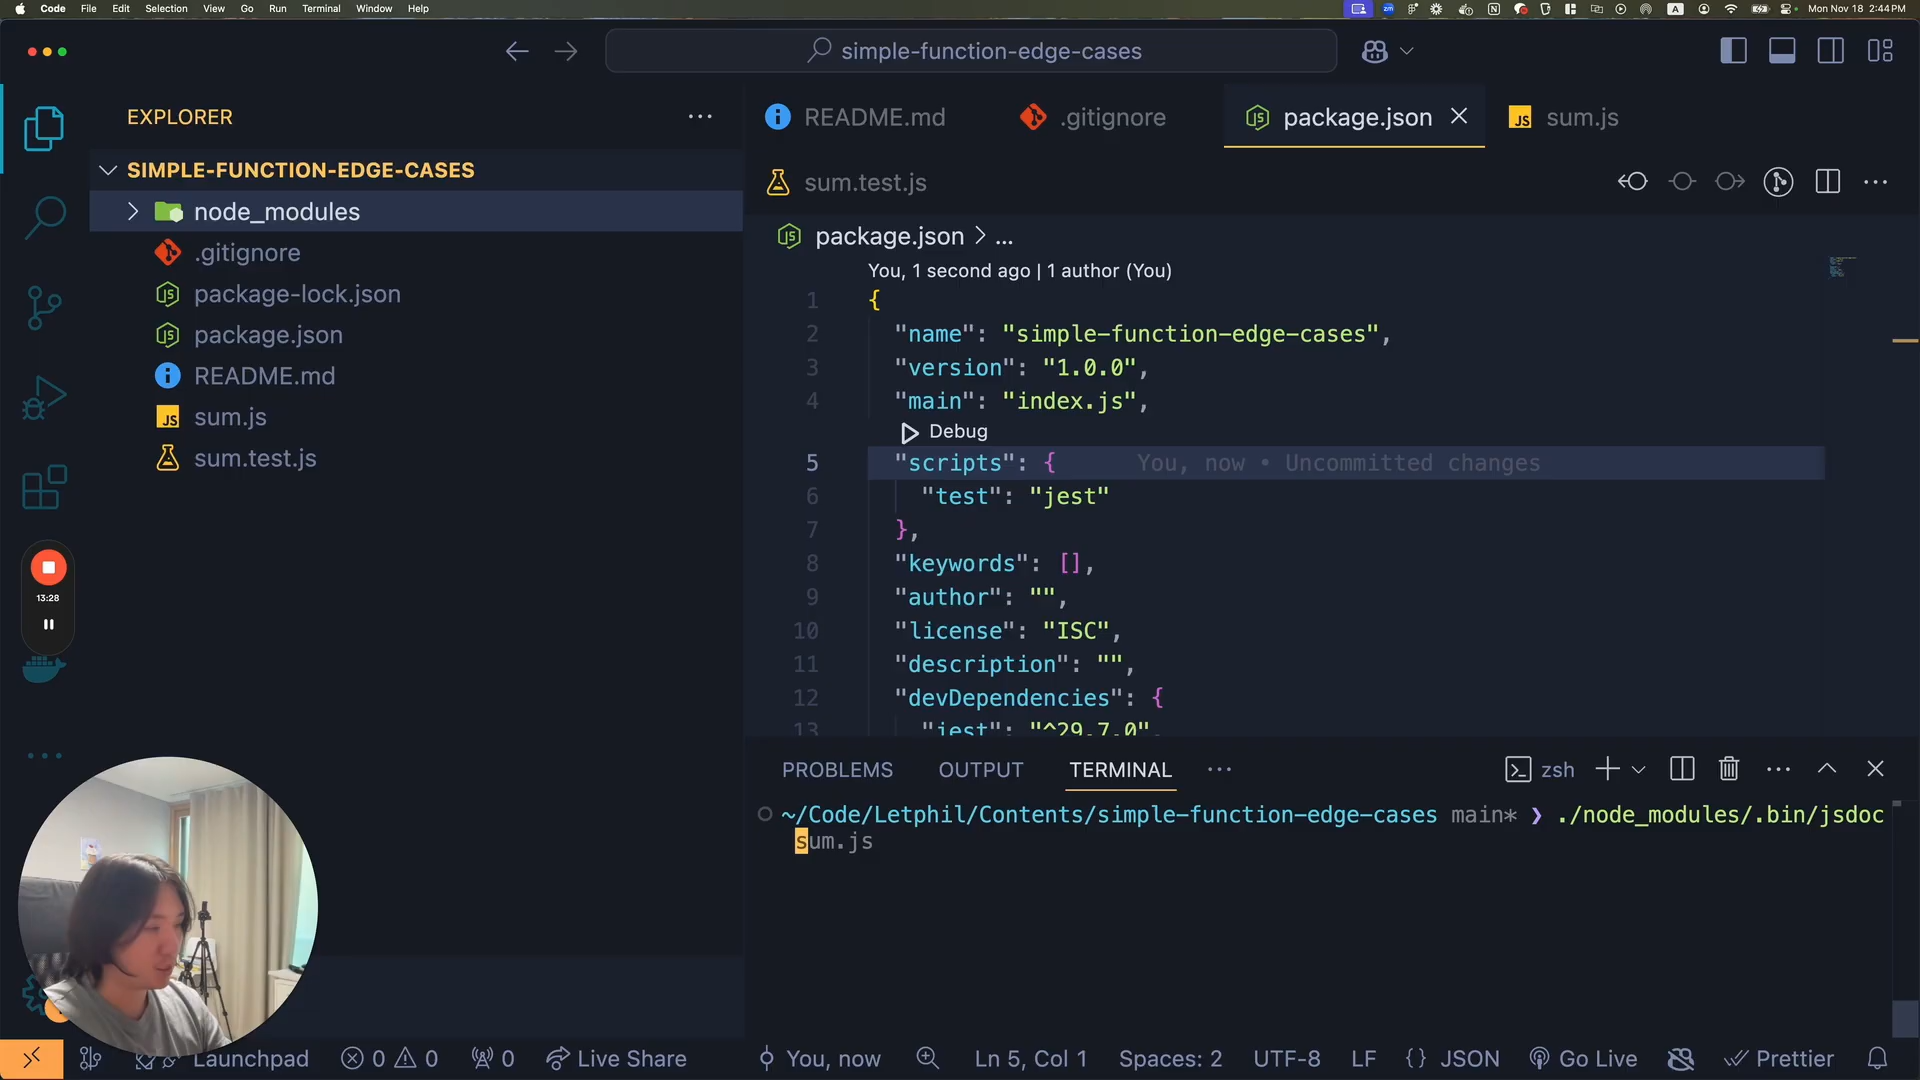 Code File Edit Selection View Go Run Terminal Window Help
zm A Mon Nov 18 2:44 PM
simple-function-edge-cases
EXPLORER
SIMPLE-FUNCTION-EDGE-CASES
node_modules
.gitignore
package-lock.json
package.json
README.md
sum.js
sum.test.js
13:28
README.md .gitignore package.json sum.js
sum.test.js
package.json > ...
You, 1 second ago | 1 author (You)
1 {
2 "name": "simple-function-edge-cases",
3 "version": "1.0.0",
4 "main": "index.js",
Debug
5 "scripts": { You, now • Uncommitted changes
6 "test": "jest"
7 },
8 "keywords": [],
9 "author": "",
10 "license": "ISC",
11 "description": "",
12 "devDependencies": {
13 "jest": "^29.7.0",
PROBLEMS OUTPUT TERMINAL zsh
~/Code/Letphil/Contents/simple-function-edge-cases main* ❯ ./node_modules/.bin/jsdoc
sum.js
Launchpad 0 0 0 Live Share You, now Ln 5, Col 1 Spaces: 2 UTF-8 LF {} JSON Go Live Prettier